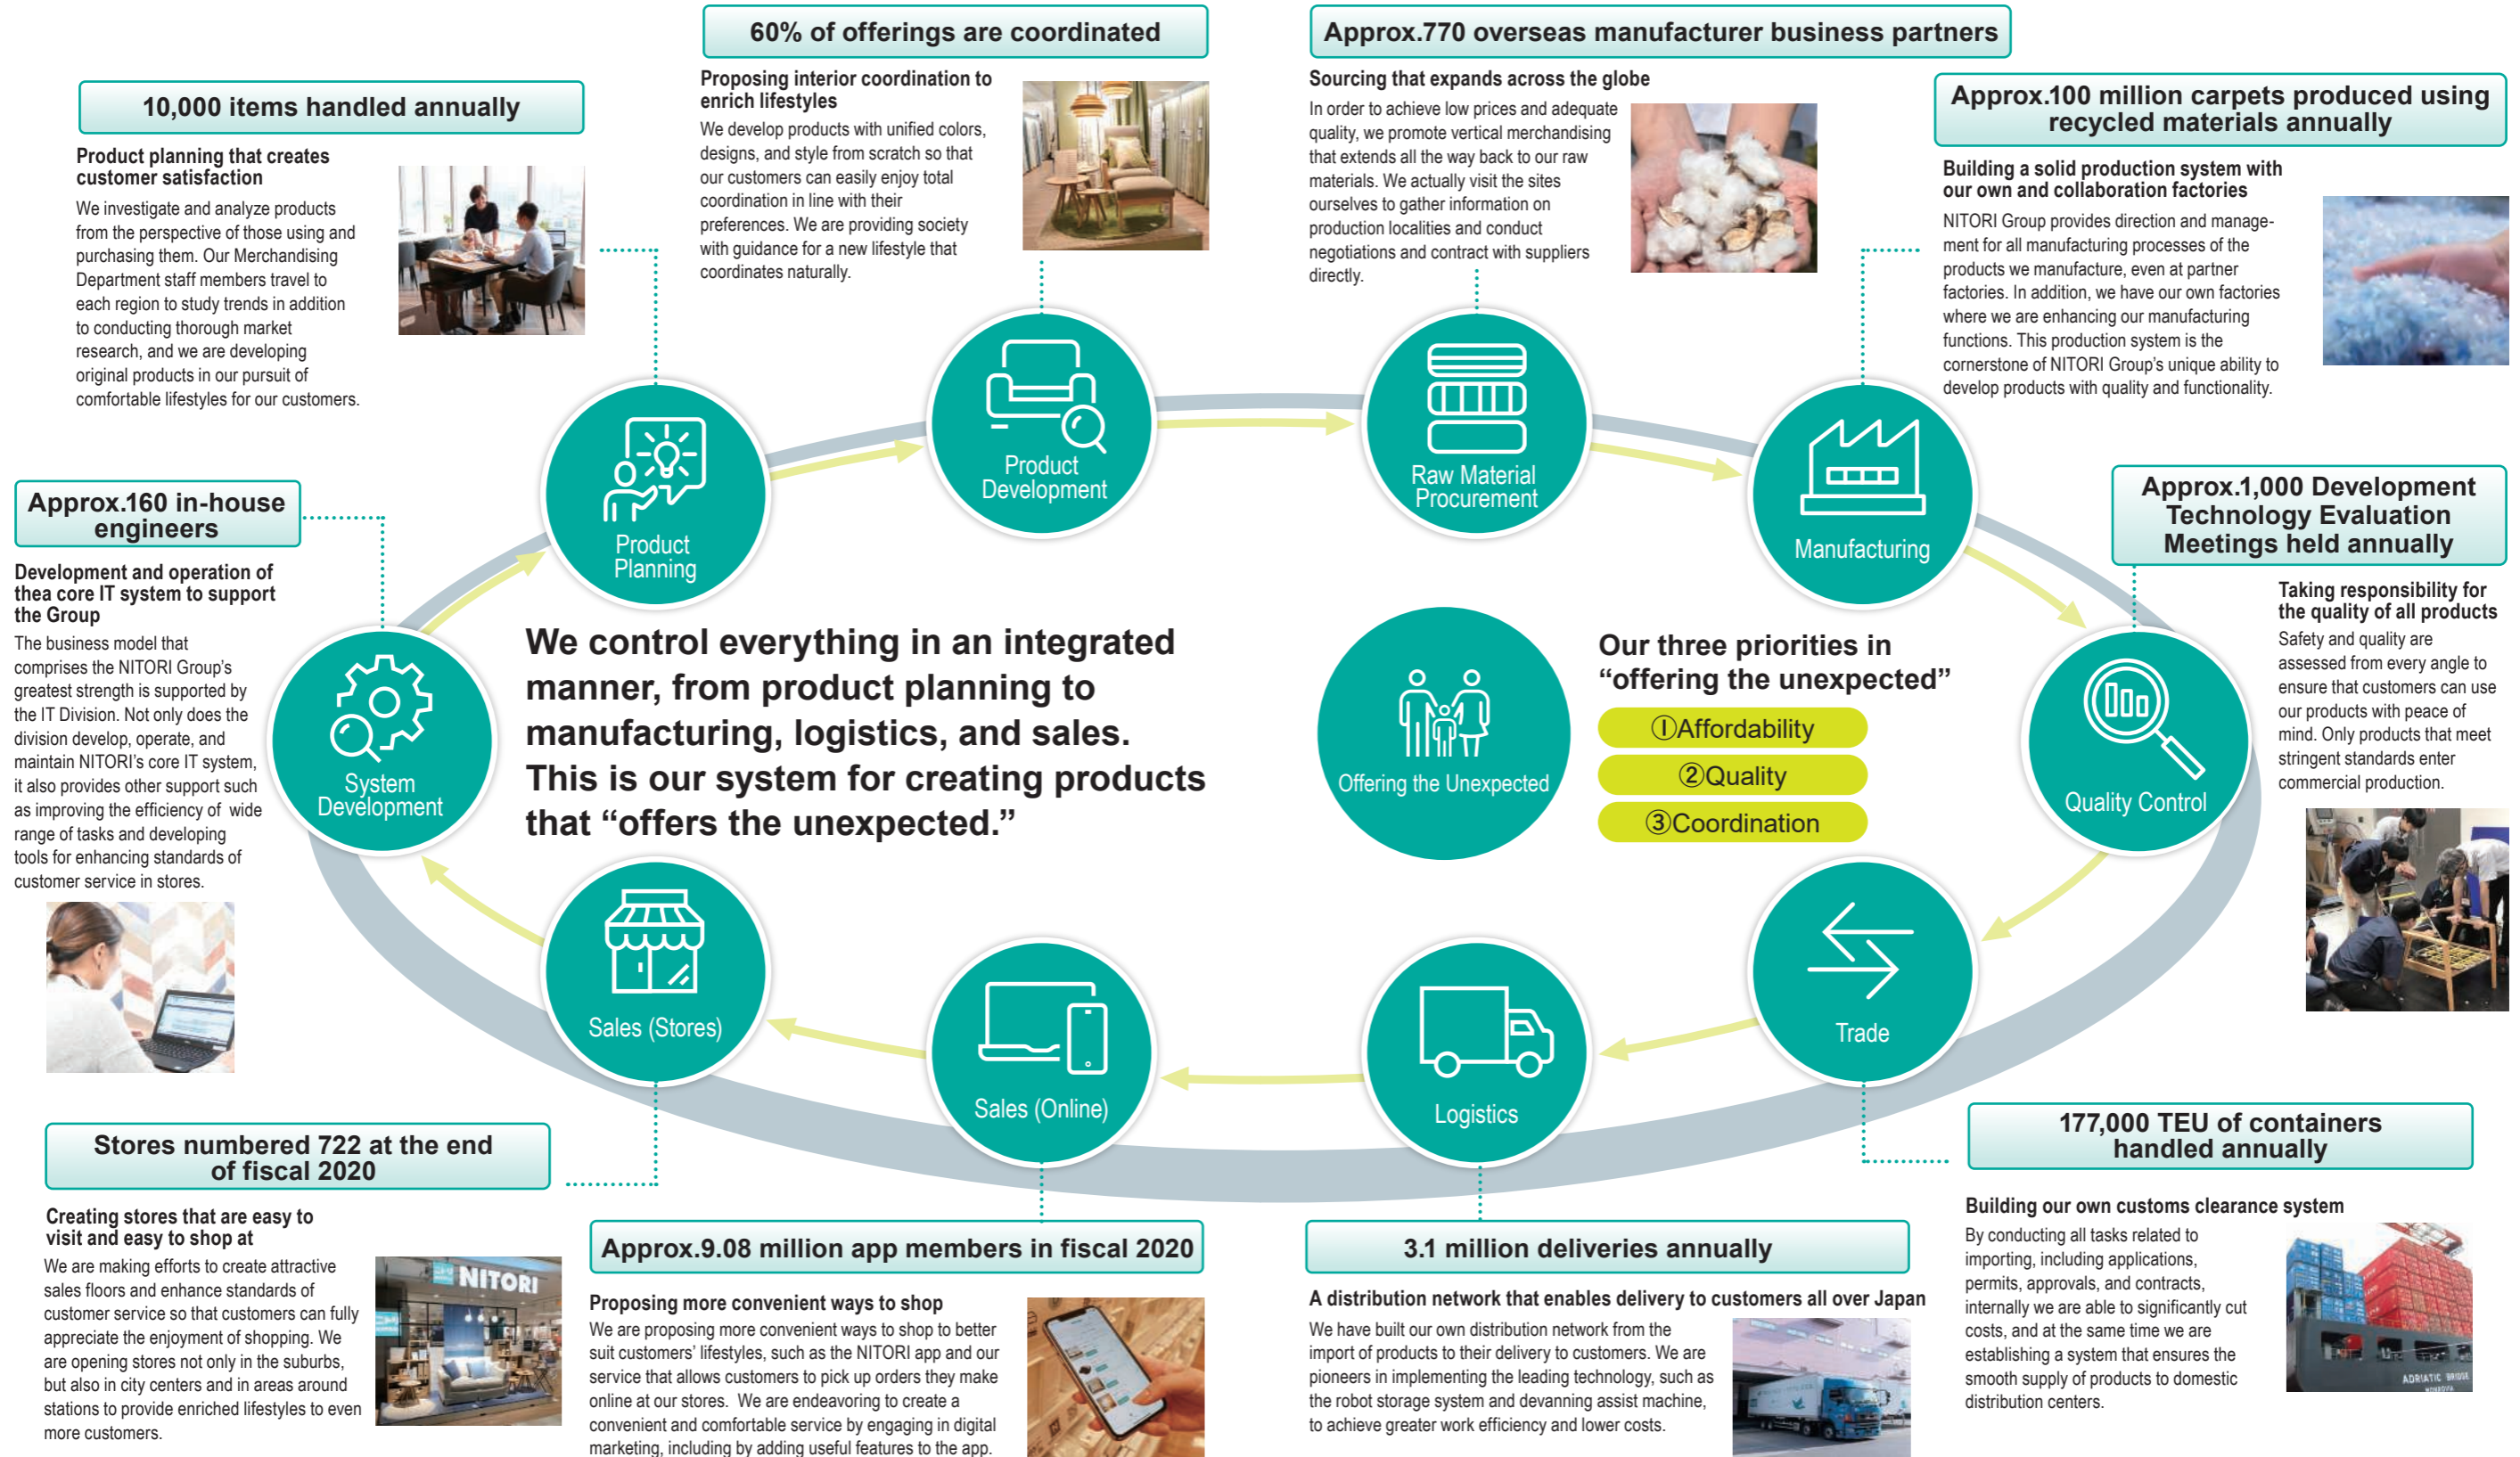 60% of offerings are coordinated
Proposing interior coordination to
enrich lifestyles
We develop products with unified colors,
designs, and style from scratch so that
our customers can easily enjoy total
coordination in line with their
preferences. We are providing society
with guidance for a new lifestyle that
coordinates naturally.
Approx.770 overseas manufacturer business partners
Sourcing that expands across the globe
In order to achieve low prices and adequate
quality, we promote vertical merchandising
that extends all the way back to our raw
materials. We actually visit the sites
ourselves to gather information on
production localities and conduct
negotiations and contract with suppliers
directly.
10,000 items handled annually
Product planning that creates
customer satisfaction
We investigate and analyze products
from the perspective of those using and
purchasing them. Our Merchandising
Department staff members travel to
each region to study trends in addition
to conducting thorough market
research, and we are developing
original products in our pursuit of
comfortable lifestyles for our customers.
Approx.100 million carpets produced using
recycled materials annually
Building a solid production system with
our own and collaboration factories
NITORI Group provides direction and manage-
ment for all manufacturing processes of the
products we manufacture, even at partner
factories. In addition, we have our own factories
where we are enhancing our manufacturing
functions. This production system is the
cornerstone of NITORI Group's unique ability to
develop products with quality and functionality.
Product
Planning
Product
Development
Raw Material
Procurement
Manufacturing
Approx.160 in-house
engineers
Development and operation of
thea core IT system to support
the Group
The business model that
comprises the NITORI Group's
greatest strength is supported by
the IT Division. Not only does the
division develop, operate, and
maintain NITORI's core IT system,
it also provides other support such
as improving the efficiency of  wide
range of tasks and developing
tools for enhancing standards of
customer service in stores.
System
Development
We control everything in an integrated
manner, from product planning to
manufacturing, logistics, and sales.
This is our system for creating products
that “offers the unexpected.”
Offering the Unexpected
Our three priorities in
“offering the unexpected”
①Affordability
②Quality
③Coordination
Approx.1,000 Development
Technology Evaluation
Meetings held annually
Taking responsibility for
the quality of all products
Safety and quality are
assessed from every angle to
ensure that customers can use
our products with peace of
mind. Only products that meet
stringent standards enter
commercial production.
Quality Control
Sales (Stores)
Sales (Online)
Logistics
Trade
Stores numbered 722 at the end
of fiscal 2020
Creating stores that are easy to
visit and easy to shop at
We are making efforts to create attractive
sales floors and enhance standards of
customer service so that customers can fully
appreciate the enjoyment of shopping. We
are opening stores not only in the suburbs,
but also in city centers and in areas around
stations to provide enriched lifestyles to even
more customers.
NITORI
Approx.9.08 million app members in fiscal 2020
Proposing more convenient ways to shop
We are proposing more convenient ways to shop to better
suit customers' lifestyles, such as the NITORI app and our
service that allows customers to pick up orders they make
online at our stores.  We are endeavoring to create a
convenient and comfortable service by engaging in digital
marketing, including by adding useful features to the app.
3.1 million deliveries annually
A distribution network that enables delivery to customers all over Japan
We have built our own distribution network from the
import of products to their delivery to customers. We are
pioneers in implementing the leading technology, such as
the robot storage system and devanning assist machine,
to achieve greater work efficiency and lower costs.
177,000 TEU of containers
handled annually
Building our own customs clearance system
By conducting all tasks related to
importing, including applications,
permits, approvals, and contracts,
internally we are able to significantly cut
costs, and at the same time we are
establishing a system that ensures the
smooth supply of products to domestic
distribution centers.
ADRIATIC BRIDGE
MONROVIA